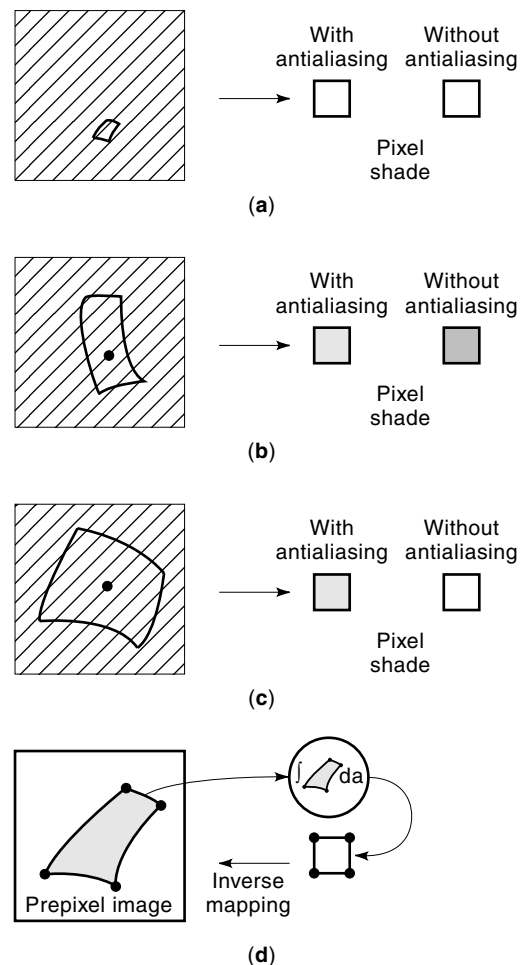 With antialiasing
Without antialiasing
Pixel shade
(a)
With antialiasing
Without antialiasing
Pixel shade
(b)
With antialiasing
Without antialiasing
Pixel shade
(c)
∫ da
Prepixel image
Inverse mapping
(d)